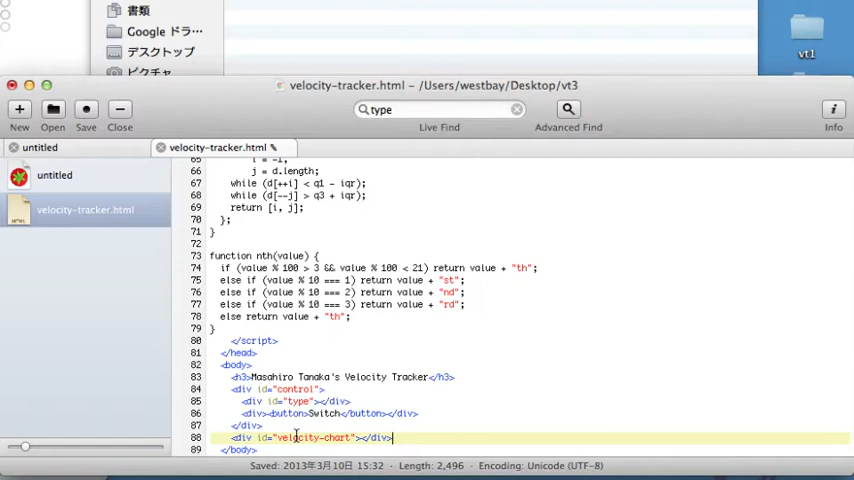 書類
Google ドラ…
デスクトップ
ピクチャ
vt1
velocity-tracker.html – /Users/westbay/Desktop/vt3
type
New Open Save Close Live Find Advanced Find Info
untitled velocity-tracker.html
untitled
velocity-tracker.html
65 i = -1,
66 j = d.length;
67 while (d[++i] < q1 - iqr);
68 while (d[--j] > q3 + iqr);
69 return [i, j];
70 };
71 }
72
73 function nth(value) {
74 if (value % 100 > 3 && value % 100 < 21) return value + "th";
75 else if (value % 10 === 1) return value + "st";
76 else if (value % 10 === 2) return value + "nd";
77 else if (value % 10 === 3) return value + "rd";
78 else return value + "th";
79 }
80 </script>
81 </head>
82 <body>
83 <h3>Masahiro Tanaka's Velocity Tracker</h3>
84 <div id="control">
85 <div id="type"></div>
86 <div><button>Switch</button></div>
87 </div>
88 <div id="velocity-chart"></div>
89 </body>
Saved: 2013年3月10日 15:32 - Length: 2,496 - Encoding: Unicode (UTF-8)